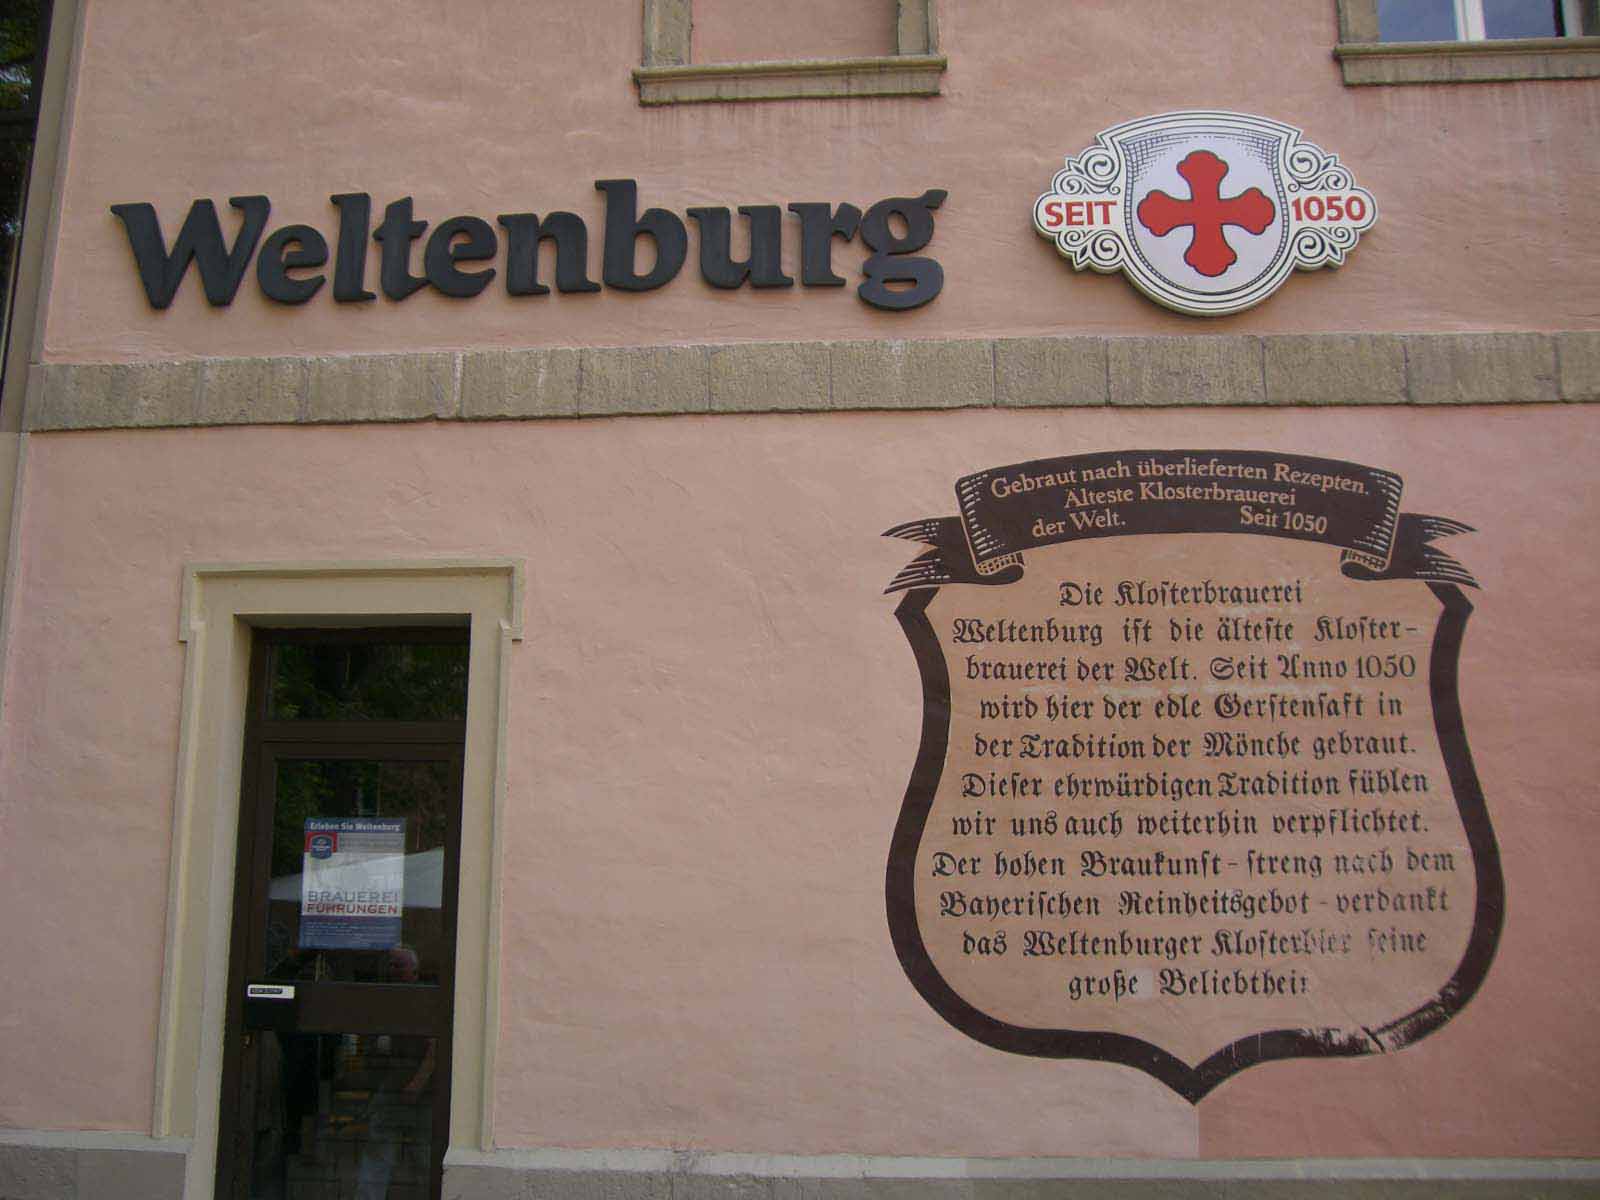 Weltenburg
SEIT 1050
Gebraut nach überlieferten Rezepten.
Älteste Klosterbrauerei
der Welt. Seit 1050
Die Klosterbrauerei
Weltenburg ist die älteste Kloster-
brauerei der Welt. Seit Anno 1050
wird hier der edle Gerstensaft in
der Tradition der Mönche gebraut.
Dieser ehrwürdigen Tradition fühlen
wir uns auch weiterhin verpflichtet.
Der hohen Braukunst - streng nach dem
Bayerischen Reinheitsgebot - verdankt
das Weltenburger Klosterbier seine
große Beliebtheit
Erleben Sie Weltenburg
BRAUEREI
FÜHRUNGEN